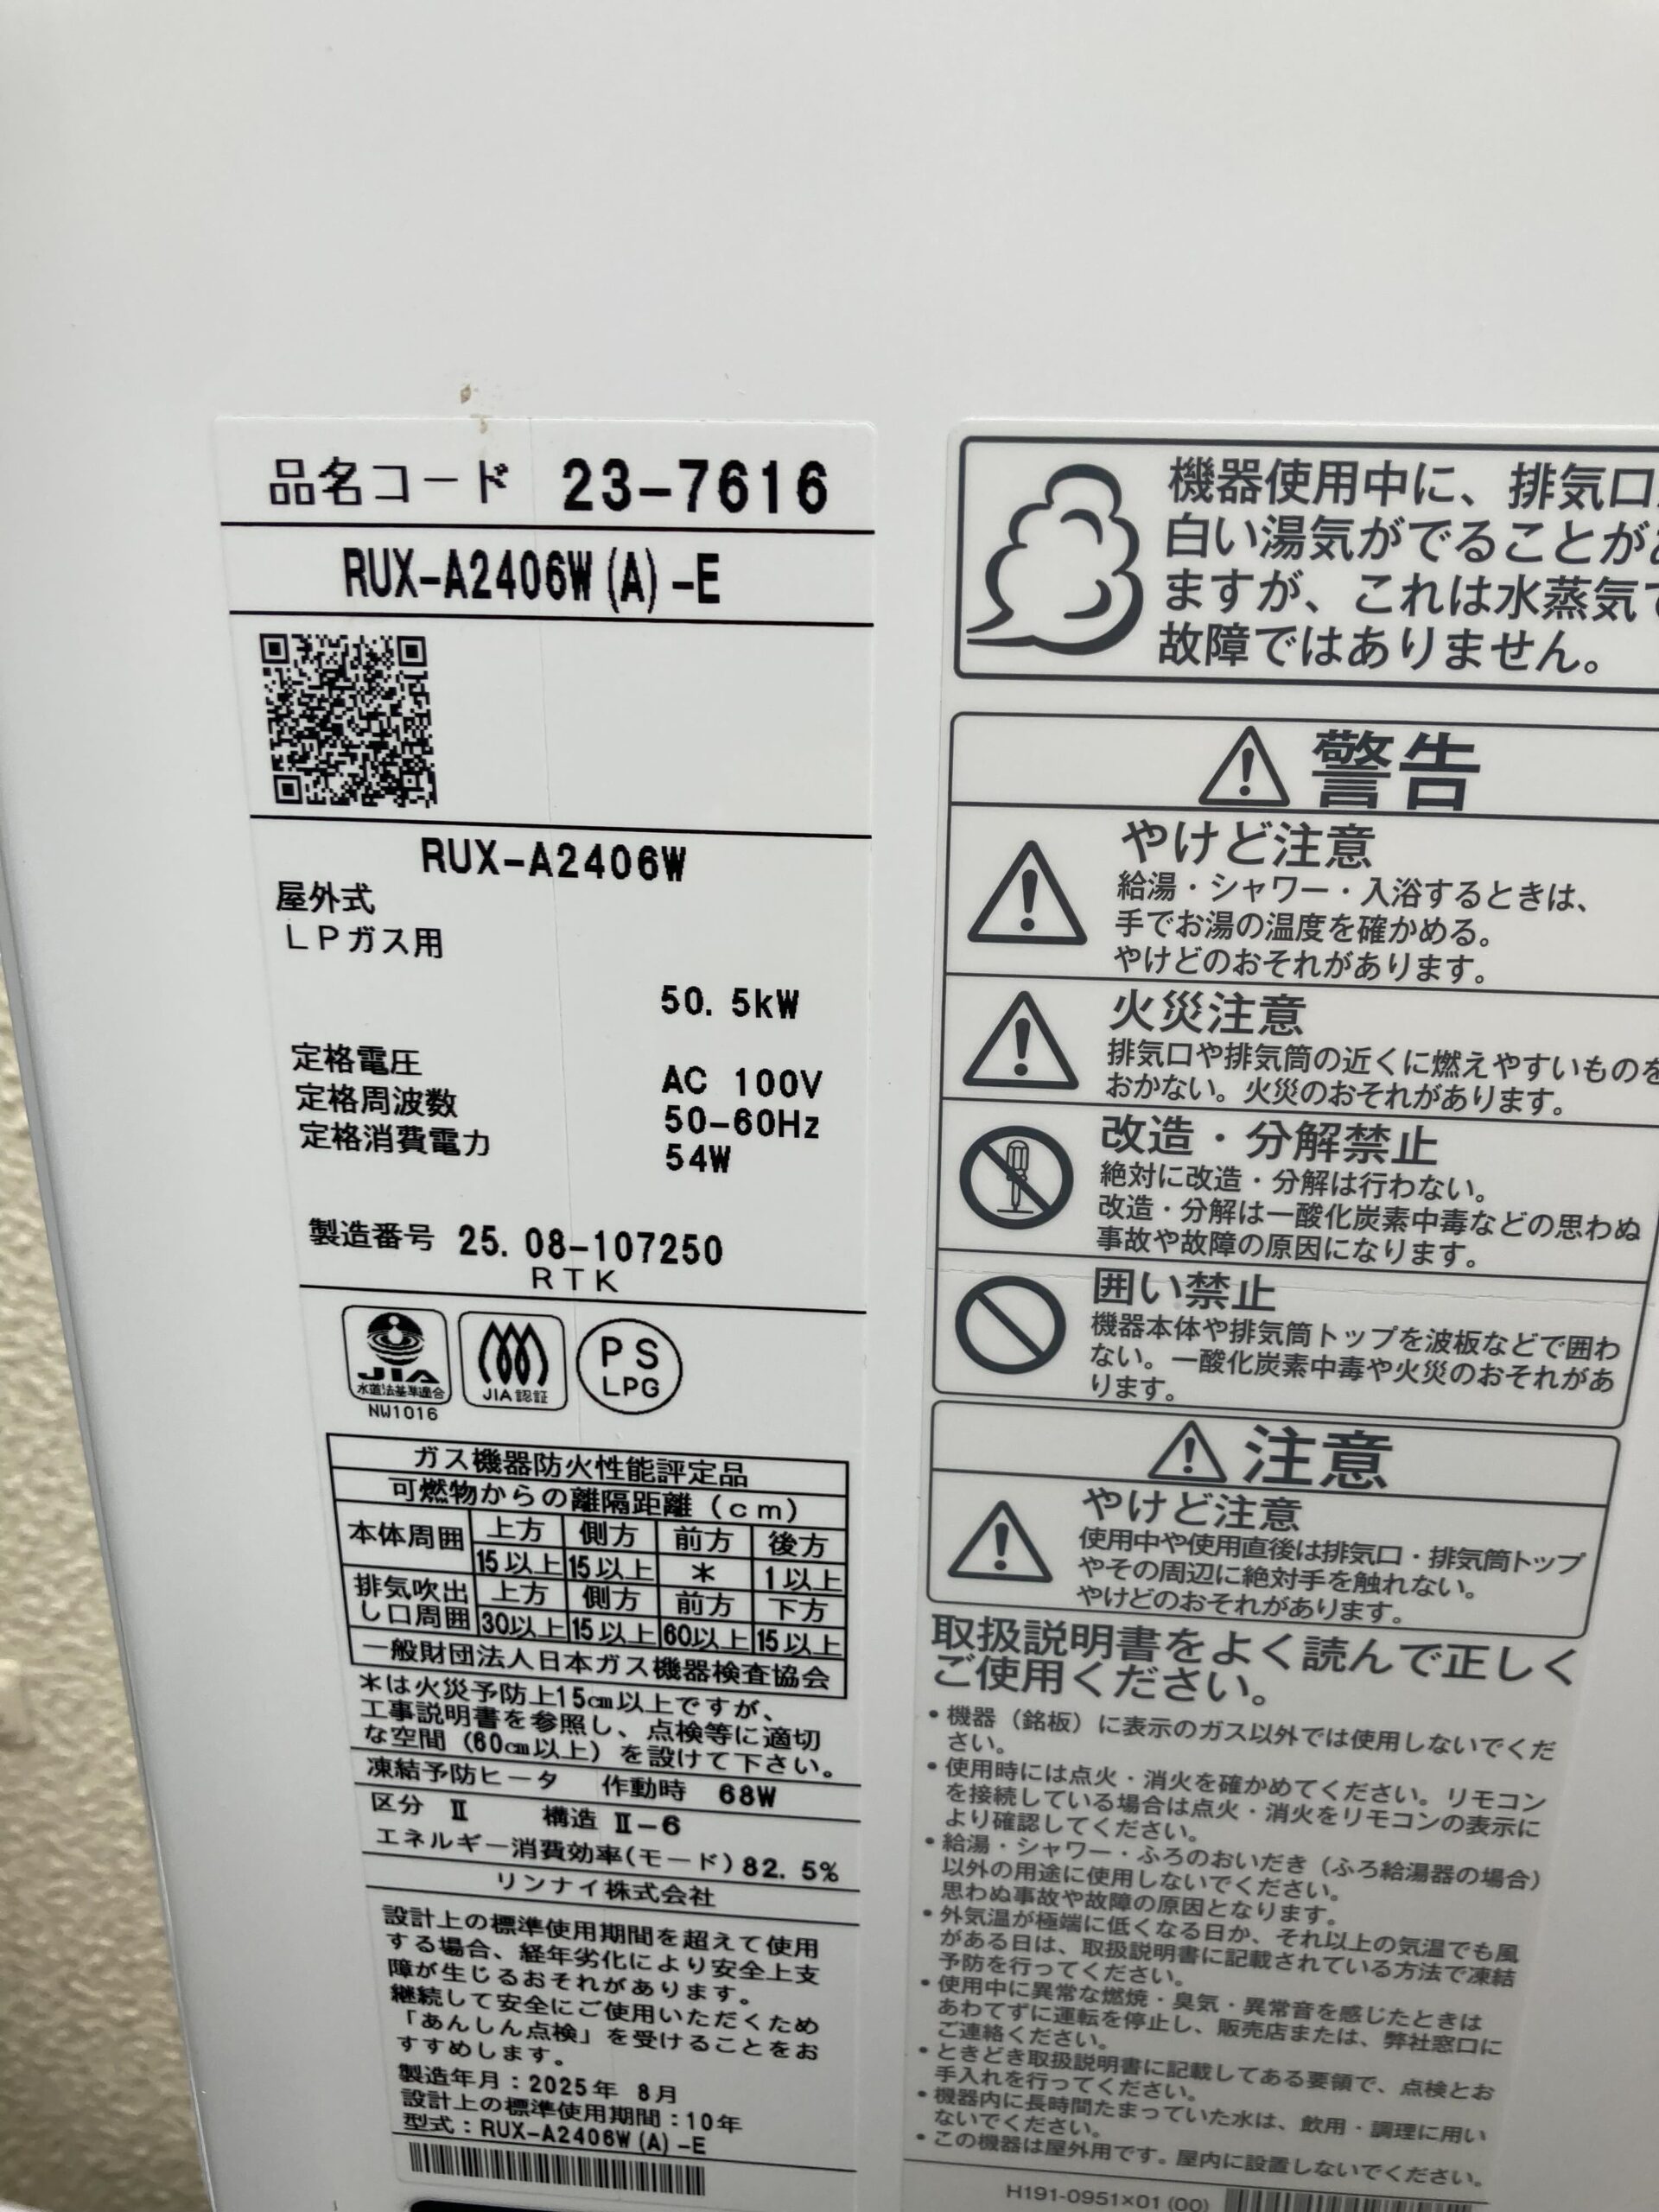 品名コード 23-7616
RUX-A2406W(A)-E
RUX-A2406W
屋外式
LPガス用
50.5kW
定格電圧 AC 100V
定格周波数 50-60Hz
定格消費電力 54W
製造番号 25.08-107250
RTK
JIA
水道法基準適合
NW1016
JIA認証
PS
LPG
ガス機器防火性能評定品
可燃物からの離隔距離(cm)
本体周囲 上方 側方 前方 後方
15以上 15以上 * 1以上
排気吹出 上方 側方 前方 下方
し口周囲 30以上 15以上 60以上 15以上
一般財団法人日本ガス機器検査協会
*は火災予防上15cm以上ですが、
工事説明書を参照し、点検等に適切
な空間(60cm以上)を設けて下さい。
凍結予防ヒータ 作動時 68W
区分 Ⅱ 構造 Ⅱ-6
エネルギー消費効率(モード) 82.5%
リンナイ株式会社
設計上の標準使用期間を超えて使用
する場合、経年劣化により安全上支
障が生じるおそれがあります。
継続して安全にご使用いただくため
「あんしん点検」を受けることをお
すすめします。
製造年月:2025年 8月
設計上の標準使用期間:10年
型式:RUX-A2406W(A)-E
機器使用中に、排気口
白い湯気がでることが
ますが、これは水蒸気
故障ではありません。
警告
やけど注意
給湯・シャワー・入浴するときは、
手でお湯の温度を確かめる。
やけどのおそれがあります。
火災注意
排気口や排気筒の近くに燃えやすいものを
おかない。火災のおそれがあります。
改造・分解禁止
絶対に改造・分解は行わない。
改造・分解は一酸化炭素中毒などの思わぬ
事故や故障の原因になります。
囲い禁止
機器本体や排気筒トップを波板などで囲わ
ない。一酸化炭素中毒や火災のおそれがあ
ります。
注意
やけど注意
使用中や使用直後は排気口・排気筒トップ
やその周辺に絶対手を触れない。
やけどのおそれがあります。
取扱説明書をよく読んで正しく
ご使用ください。
・機器(銘板)に表示のガス以外では使用しないでくだ
さい。
・使用時には点火・消火を確かめてください。リモコン
を接続している場合は点火・消火をリモコンの表示に
より確認してください。
・給湯・シャワー・ふろのおいだき(ふろ給湯器の場合)
以外の用途に使用しないでください。
思わぬ事故や故障の原因となります。
・外気温が極端に低くなる日か、それ以上の気温でも風
がある日は、取扱説明書に記載されている方法で凍結
予防を行ってください。
・使用中に異常な燃焼・臭気・異常音を感じたときは
あわてずに運転を停止し、販売店または、弊社窓口に
ご連絡ください。
・ときどき取扱説明書に記載してある要領で、点検とお
手入れを行ってください。
・機器内に長時間たまっていた水は、飲用・調理に用い
ないでください。
・この機器は屋外用です。屋内に設置しないでください。
H191-0951×01(00)